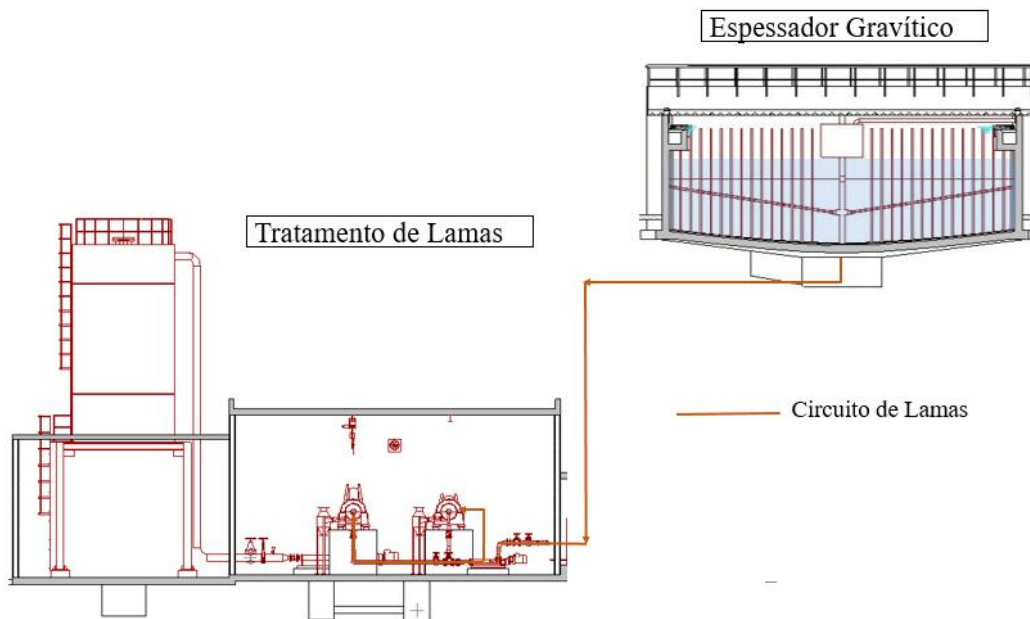 Espessador Gravítico
Tratamento de Lamas
Circuito de Lamas